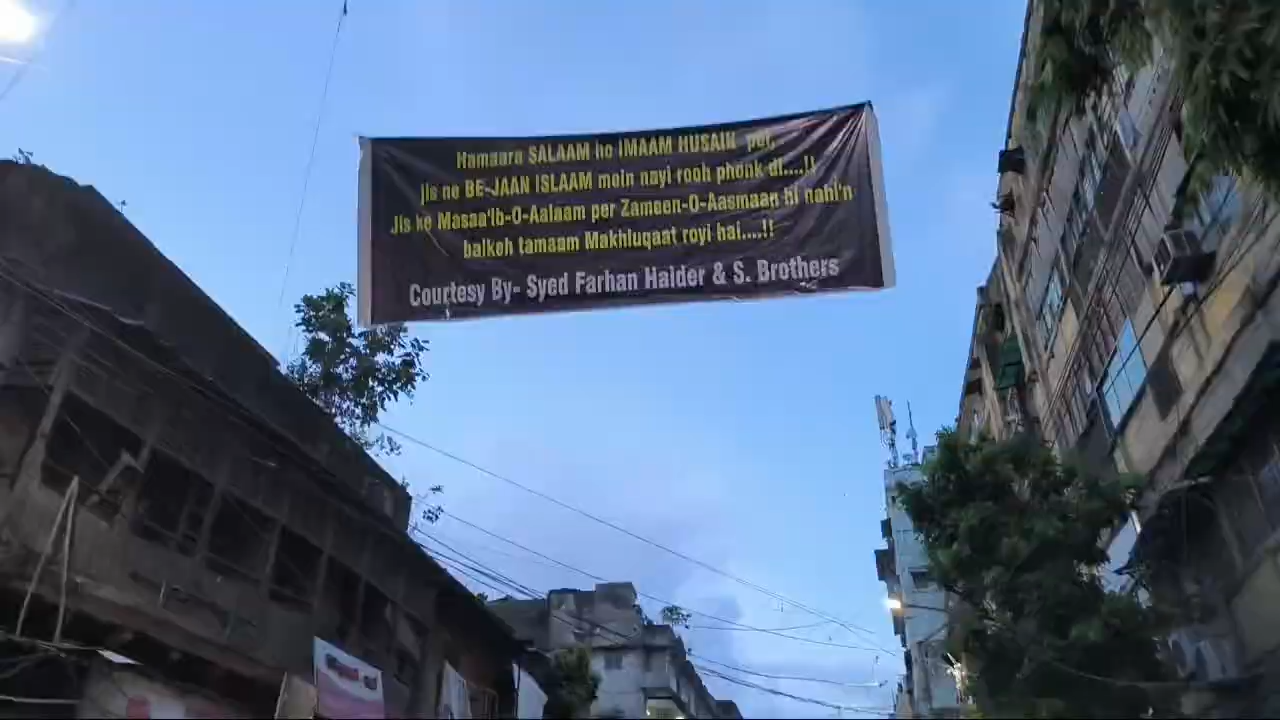 Hamaara SALAAM ho IMAAM HUSAIN per,
Jis ne BE-JAAN ISLAAM mein nayi rooh phonk di....!!
Jis ke Masaa'ib-O-Aalaam per Zameen-O-Aasmaan hi nahi'n
balkeh tamaam Makhluqaat royi hai....!!
Courtesy By- Syed Farhan Haider & S. Brothers